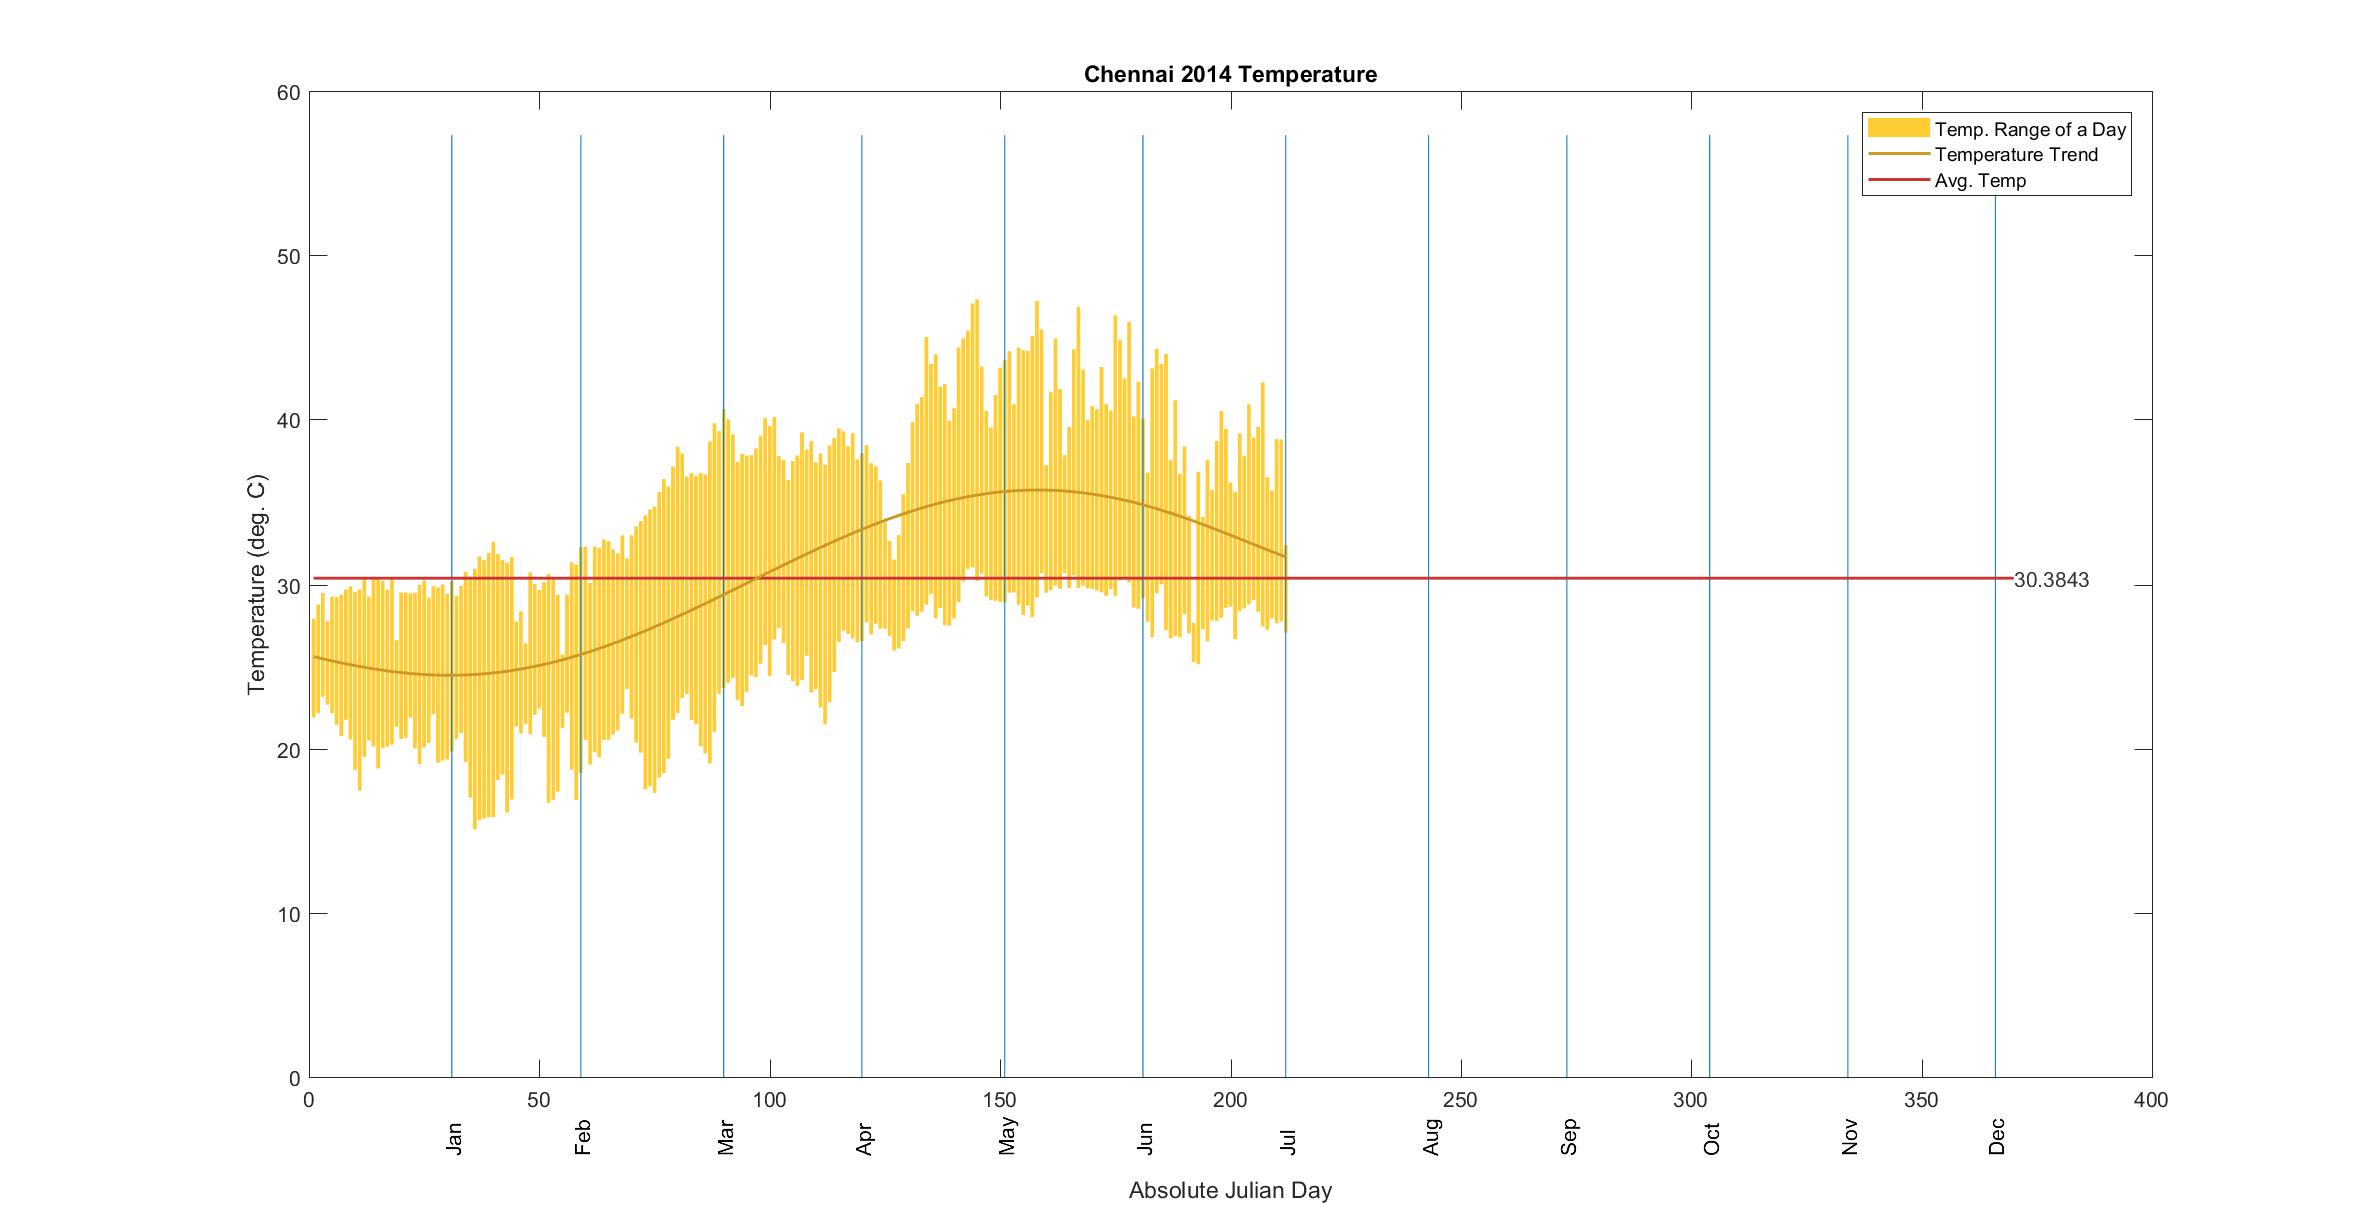 Chennai 2014 Temperature
Temp. Range of a Day
Temperature Trend
Avg. Temp
Temperature (deg. C)
60
50
40
30
20
10
0
30.3843
0 50 100 150 200 250 300 350 400
Jan Feb Mar Apr May Jun Jul Aug Sep Oct Nov Dec
Absolute Julian Day